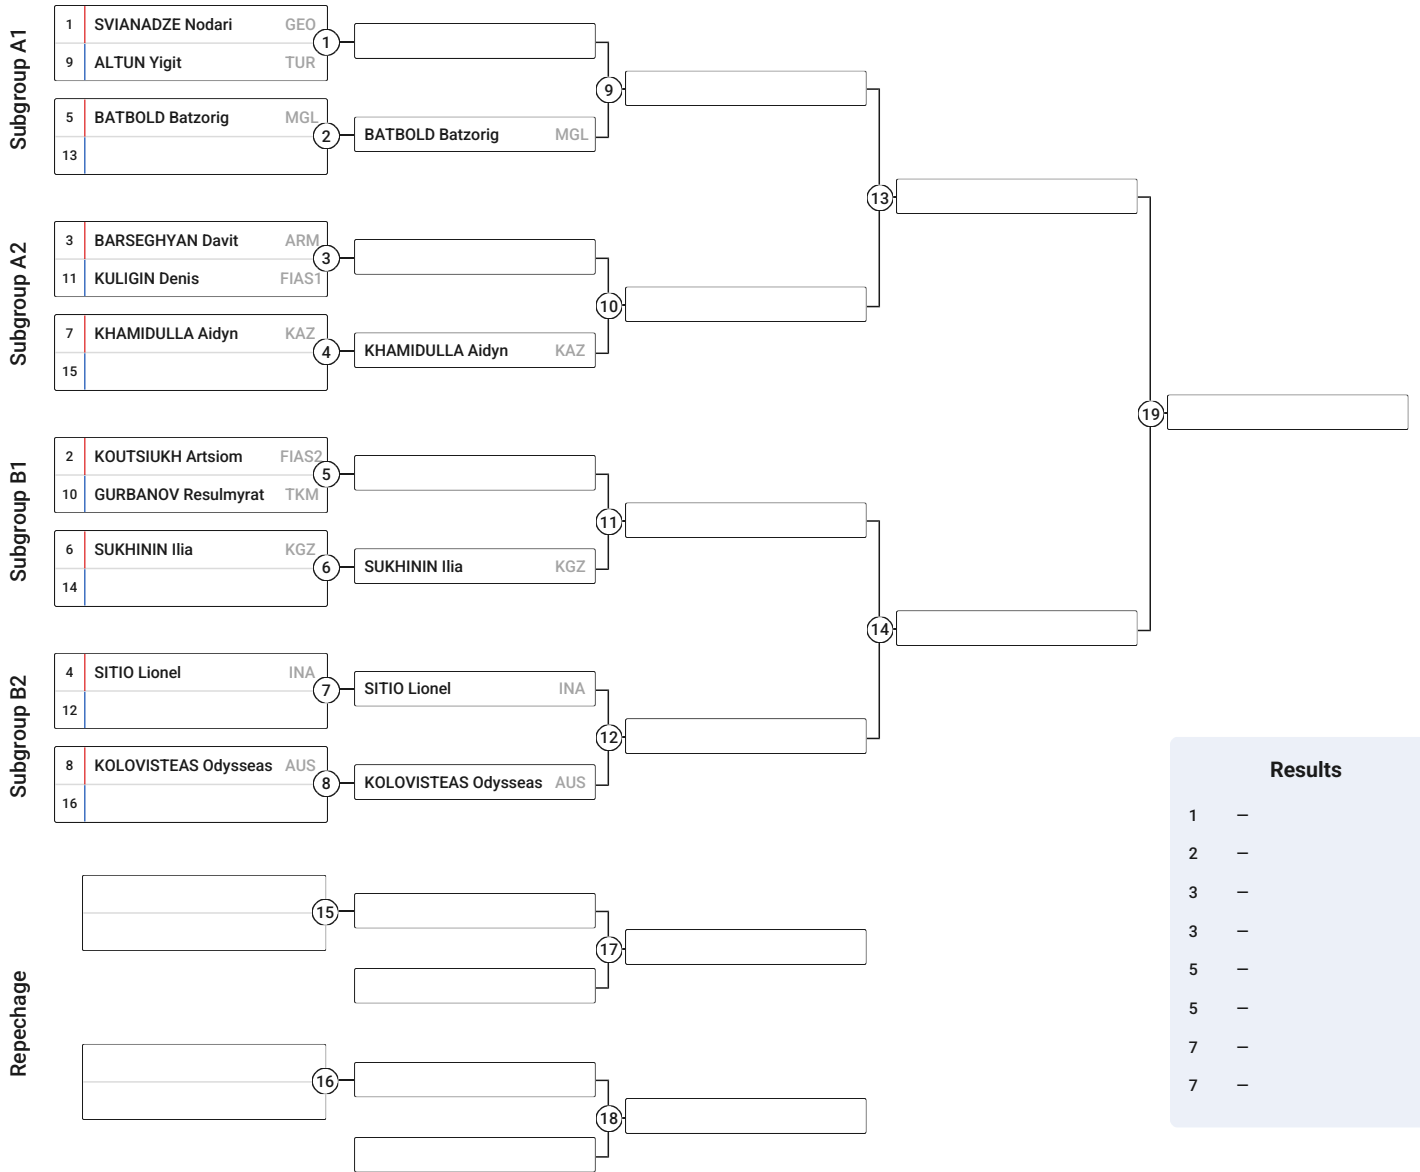 Subgroup A1
1 SVIANADZE Nodari GEO
9 ALTUN Yigit TUR
1
5 BATBOLD Batzorig MGL
13
2
BATBOLD Batzorig MGL
9
Subgroup A2
3 BARSEGHYAN Davit ARM
11 KULIGIN Denis FIAS1
3
7 KHAMIDULLA Aidyn KAZ
15
4
KHAMIDULLA Aidyn KAZ
10
13
Subgroup B1
2 KOUTSIUKH Artsiom FIAS2
10 GURBANOV Resulmyrat TKM
5
6 SUKHININ Ilia KGZ
14
6
SUKHININ Ilia KGZ
11
Subgroup B2
4 SITIO Lionel INA
12
7
SITIO Lionel INA
8 KOLOVISTEAS Odysseas AUS
16
8
KOLOVISTEAS Odysseas AUS
12
14
19
Repechage
15
17
16
18
Results
1 –
2 –
3 –
3 –
5 –
5 –
7 –
7 –